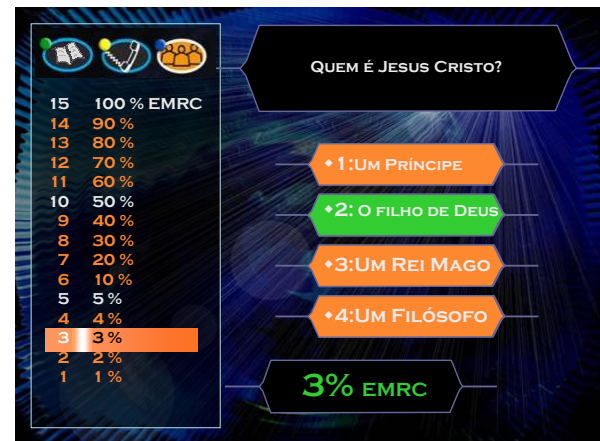 Quem é Jesus Cristo?
15 100 % EMRC
14 90 %
13 80 %
12 70 %
11 60 %
10 50 %
9 40 %
8 30 %
7 20 %
6 10 %
5 5 %
4 4 %
3 3 %
2 2 %
1 1 %
1:Um Príncipe
2: O filho de Deus
3:Um Rei Mago
4:Um Filósofo
3% EMRC